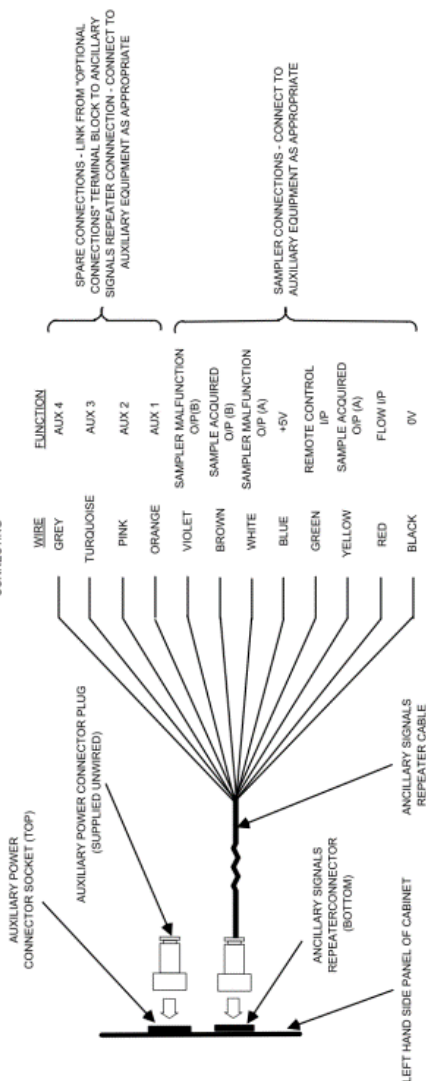 SPARE CONNECTIONS - LINK FROM "OPTIONAL
CONNECTIONS" TERMINAL BLOCK TO ANCILLARY
SIGNALS REPEATER CONNNECTION - CONNECT TO
AUXILIARY EQUIPMENT AS APPROPRIATE
SAMPLER CONNECTIONS - CONNECT TO
AUXILIARY EQUIPMENT AS APPROPRIATE
WIRE FUNCTION
GREY AUX 4
TURQUOISE AUX 3
PINK AUX 2
ORANGE AUX 1
VIOLET SAMPLER MALFUNCTION
O/P(B)
BROWN SAMPLE ACQUIRED
O/P (B)
WHITE SAMPLER MALFUNCTION
O/P (A)
BLUE +5V
GREEN REMOTE CONTROL
I/P
YELLOW SAMPLE ACQUIRED
O/P (A)
RED FLOW I/P
BLACK 0V
AUXILIARY POWER
CONNECTOR SOCKET (TOP)
AUXILIARY POWER CONNECTOR PLUG
(SUPPLIED UNWIRED)
ANCILLARY SIGNALS
REPEATERCONNECTOR
(BOTTOM)
ANCILLARY SIGNALS
REPEATER CABLE
LEFT HAND SIDE PANEL OF CABINET